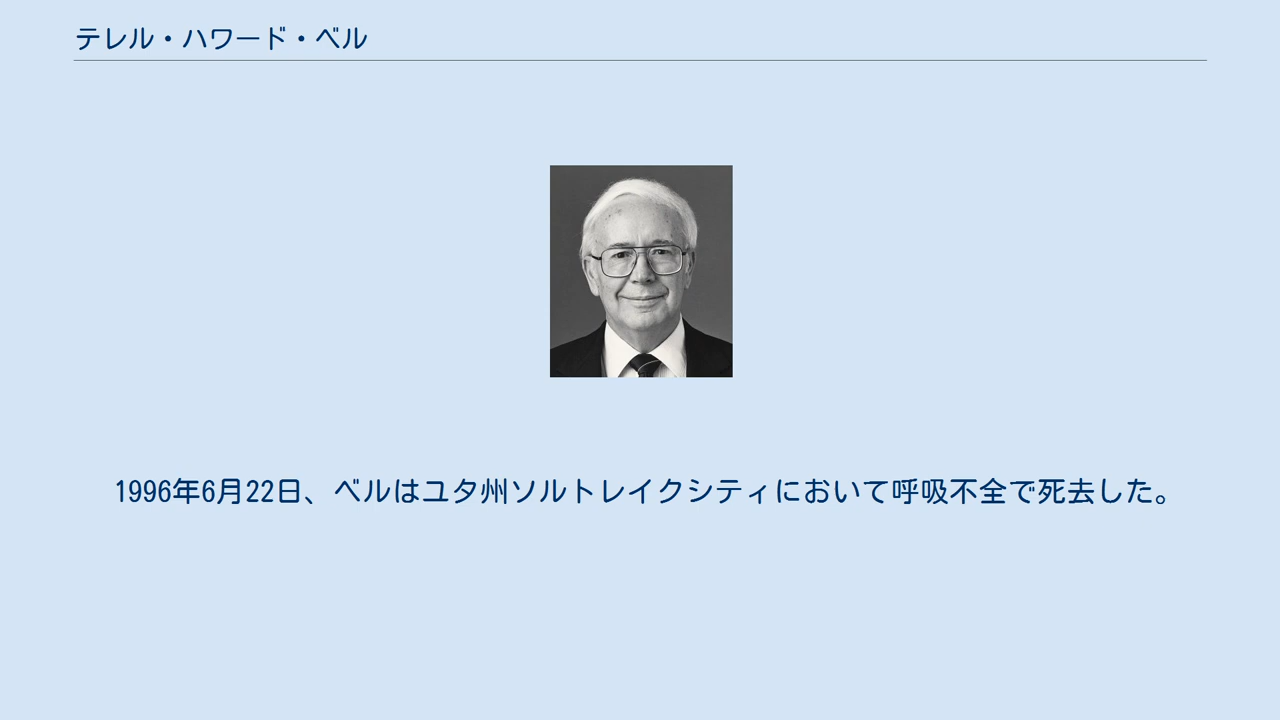 テレル・ハワード・ベル
1996年6月22日、ベルはユタ州ソルトレイクシティにおいて呼吸不全で死去した。